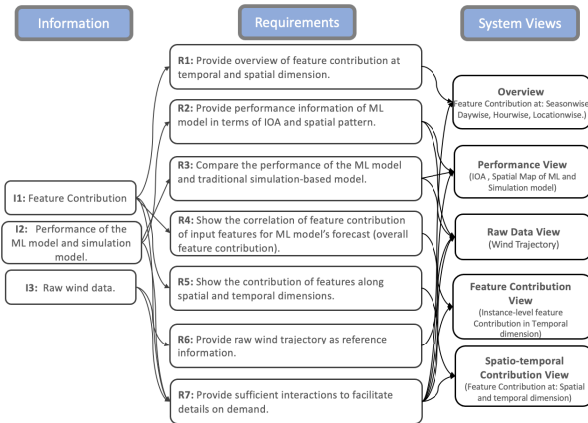 Information
Requirements
System Views
R1: Provide overview of feature contribution at
temporal and spatial dimension.
R2: Provide performance information of ML
model in terms of IOA and spatial pattern.
R3: Compare the performance of the ML model
and traditional simulation-based model.
R4: Show the correlation of feature contribution
of input features for ML model's forecast (overall
feature contribution).
R5: Show the contribution of features along
spatial and temporal dimensions.
R6: Provide raw wind trajectory as reference
information.
R7: Provide sufficient interactions to facilitate
details on demand.
I1: Feature Contribution
I2: Performance of the
ML model and simulation
model.
I3: Raw wind data.
Overview
Feature Contribution at: Seasonwise
Daywise, Hourwise, Locationwise.)
Performance View
(IOA , Spatial Map of ML and
Simulation model)
Raw Data View
(Wind Trajectory)
Feature Contribution
View
(Instance-level feature
Contribution in Temporal
dimension)
Spatio-temporal
Contribution View
(Feature Contribution at: Spatial
and temporal dimension)